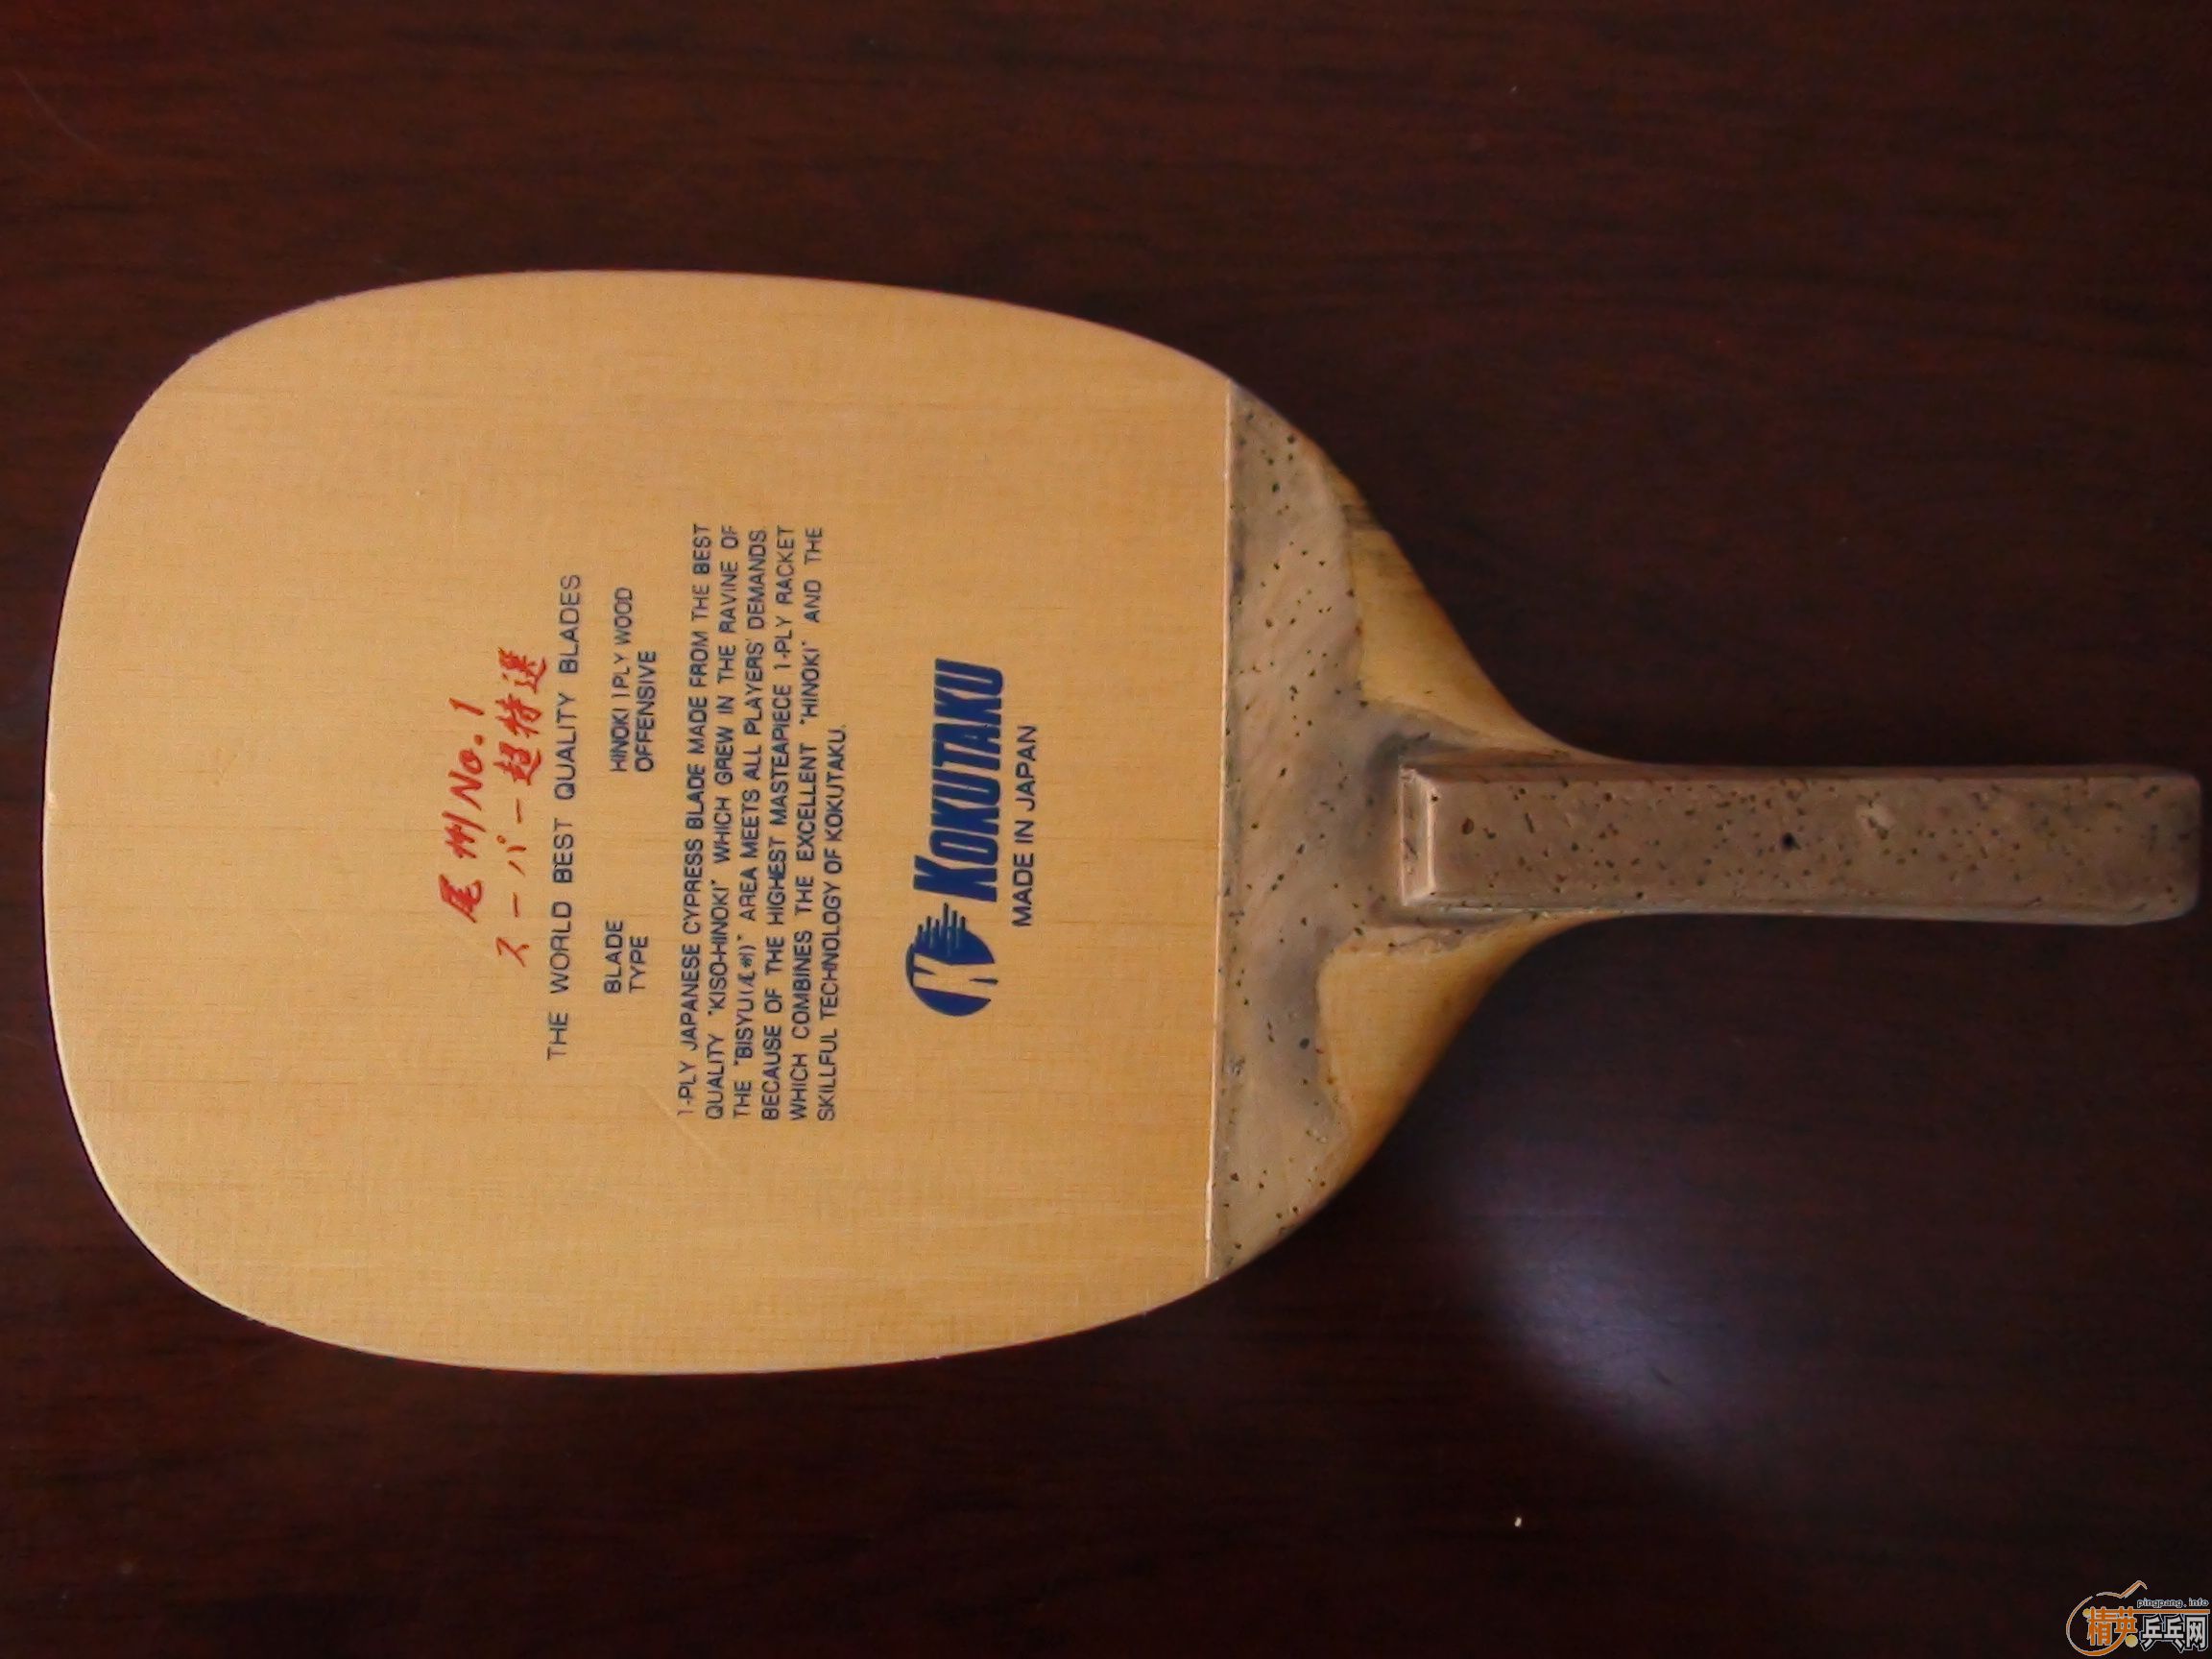 尾州No.1
スーパー超特選
THE WORLD BEST QUALITY BLADES
BLADE HINOKI 1PLY WOOD
TYPE OFFENSIVE
1-PLY JAPANESE CYPRESS BLADE MADE FROM THE BEST
QUALITY "KISO-HINOKI" WHICH GREW IN THE RAVINE OF
THE "BISYU(尾州)" AREA MEETS ALL PLAYERS' DEMANDS.
BECAUSE OF THE HIGHEST MASTEAPIECE 1-PLY RACKET
WHICH COMBINES THE EXCELLENT "HINOKI" AND THE
SKILLFUL TECHNOLOGY OF KOKUTAKU.
KOKUTAKU
MADE IN JAPAN
pingpang.info
精英乒乓网